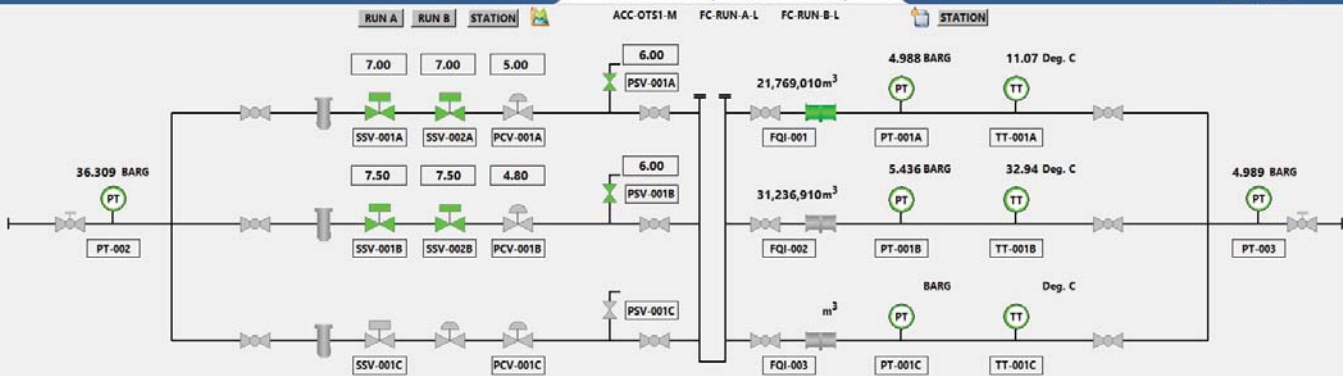 RUN A RUN B STATION ACC-OTS1-M FC-RUN-A-L FC-RUN-B-L STATION
7.00 7.00 5.00 6.00 4.988 BARG 11.07 Deg. C
PSV-001A 21,769,010m³ PT TT
SSV-001A SSV-002A PCV-001A FQI-001 PT-001A TT-001A
36.309 BARG 7.50 7.50 4.80 6.00 5.436 BARG 32.94 Deg. C 4.989 BARG
PT PSV-001B 31,236,910m³ PT TT PT
PT-002 SSV-001B SSV-002B PCV-001B FQI-002 PT-001B TT-001B PT-003
BARG Deg. C
PSV-001C m³ PT TT
SSV-001C PCV-001C FQI-003 PT-001C TT-001C